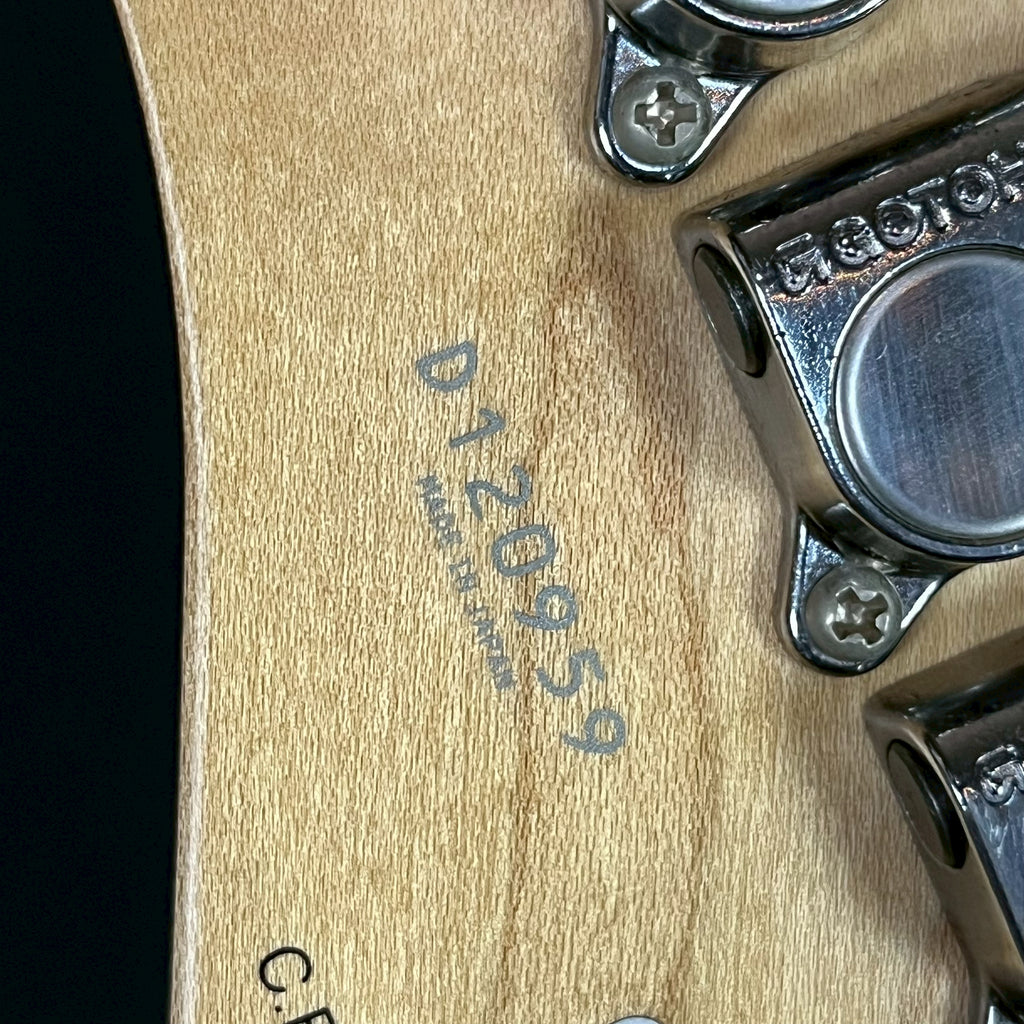 D120959
MADE IN JAPAN
GOTOH
C.F